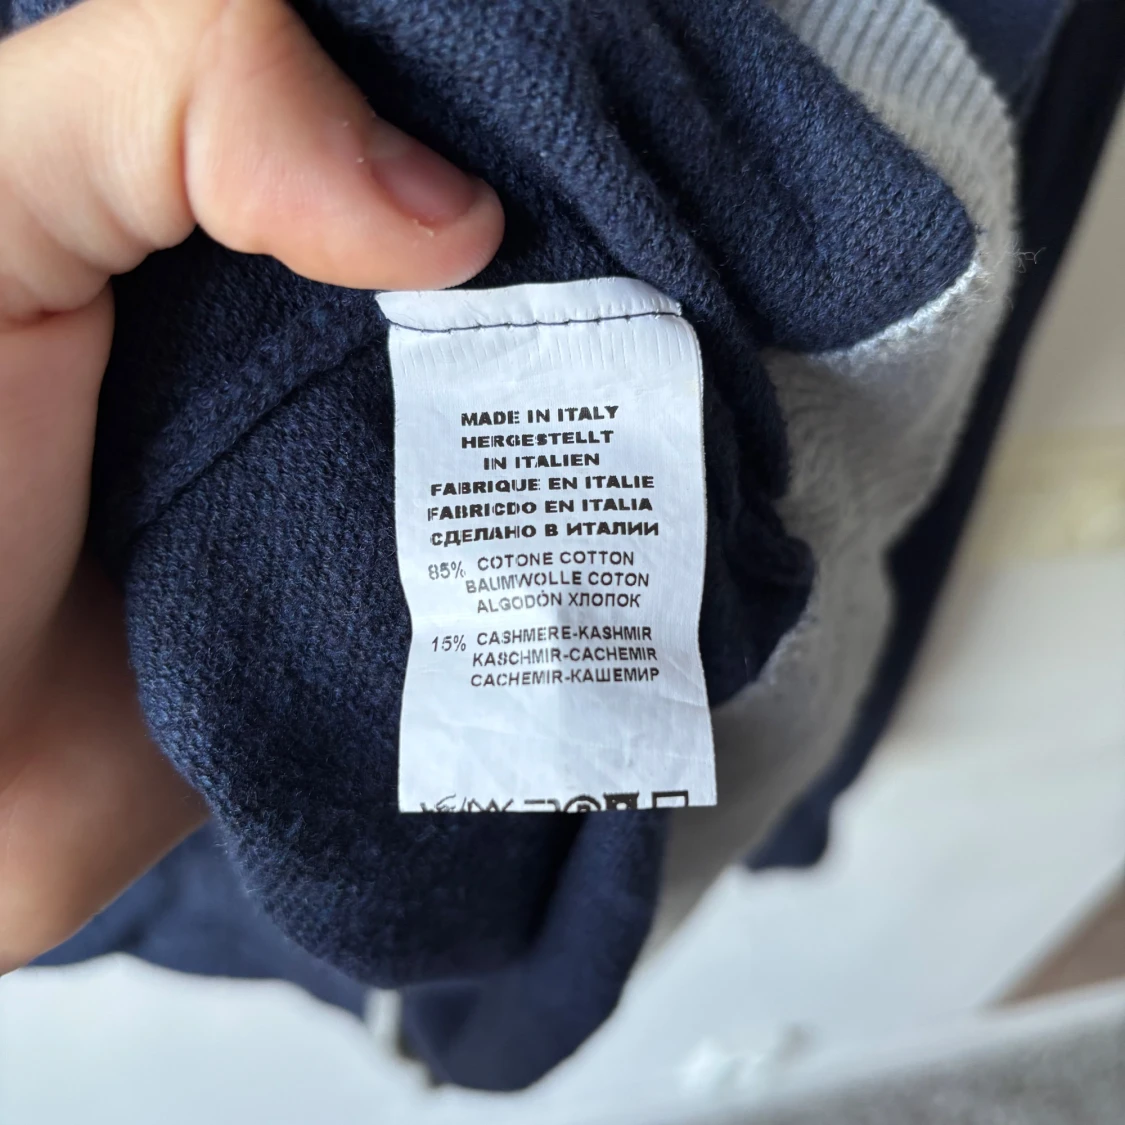 MADE IN ITALY
HERGESTELLT
IN ITALIEN
FABRIQUE EN ITALIE
FABRICDO EN ITALIA
СДЕЛАНО В ИТАЛИИ
85% COTONE COTTON
BAUMWOLLE COTON
ALGODÓN ХЛОПОК
15% CASHMERE-KASHMIR
KASCHMIR-CACHEMIR
CACHEMIR-КАШЕМИР